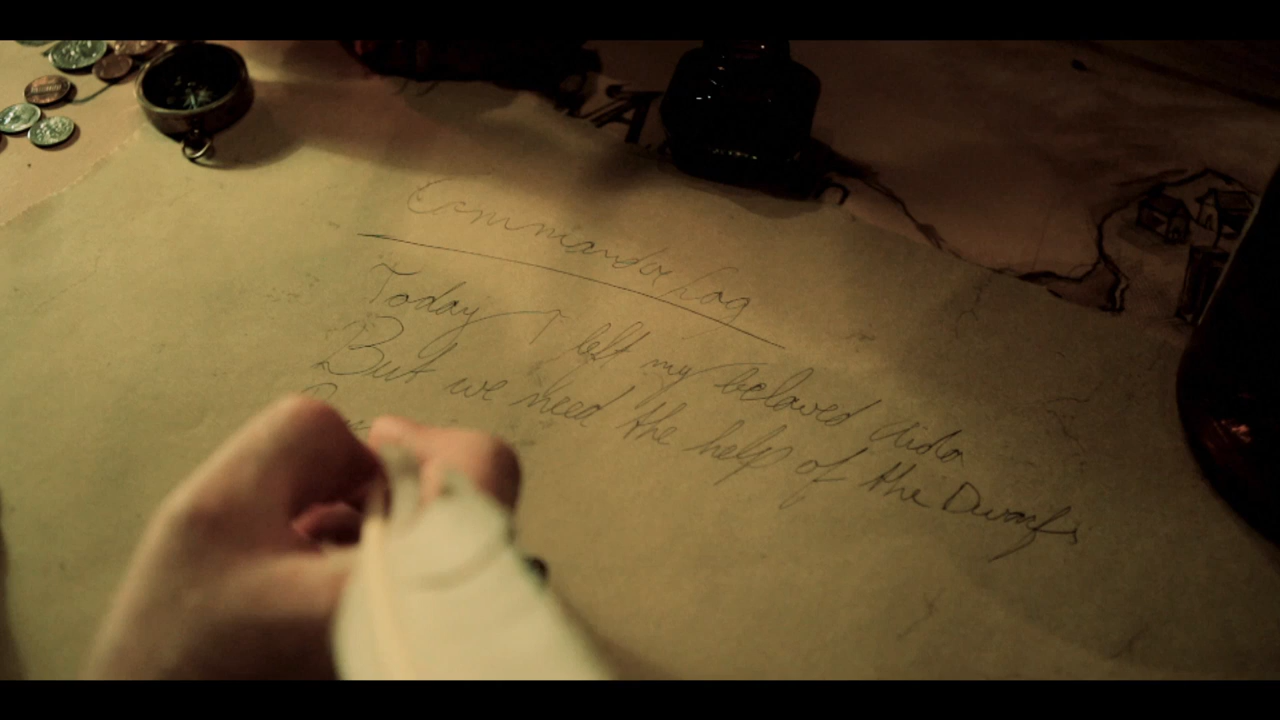 Commander Log
Today I left my beloved Aida
But we need the help of the Dwarfs